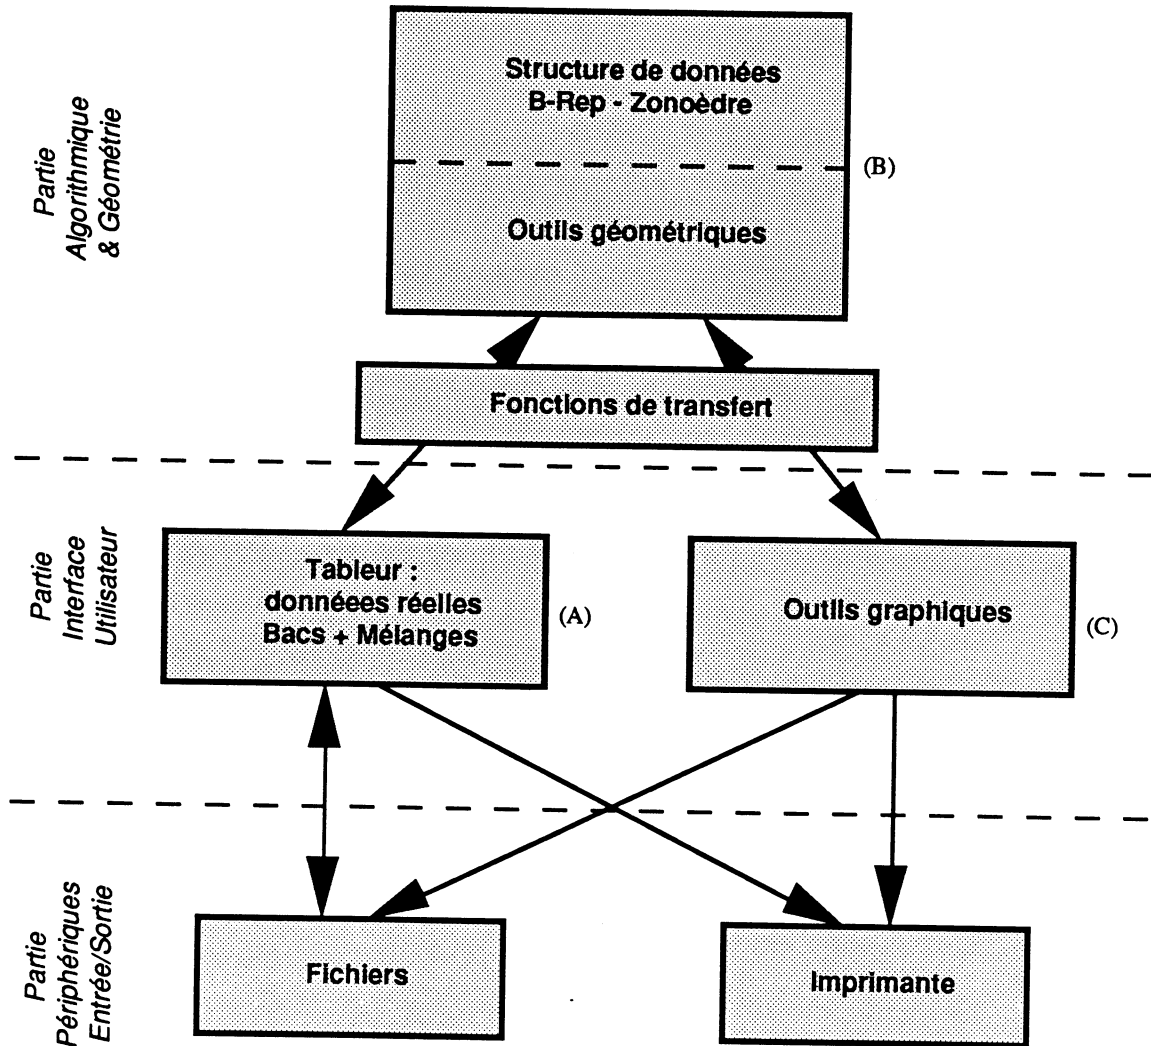 Partie
Algorithmique
& Géométrie
Structure de données
B-Rep - Zonoèdre
(B)
Outils géométriques
Fonctions de transfert
Partie
Interface
Utilisateur
Tableur :
donnéees réelles
Bacs + Mélanges
(A)
Outils graphiques
(C)
Partie
Périphériques
Entrée/Sortie
Fichiers
Imprimante